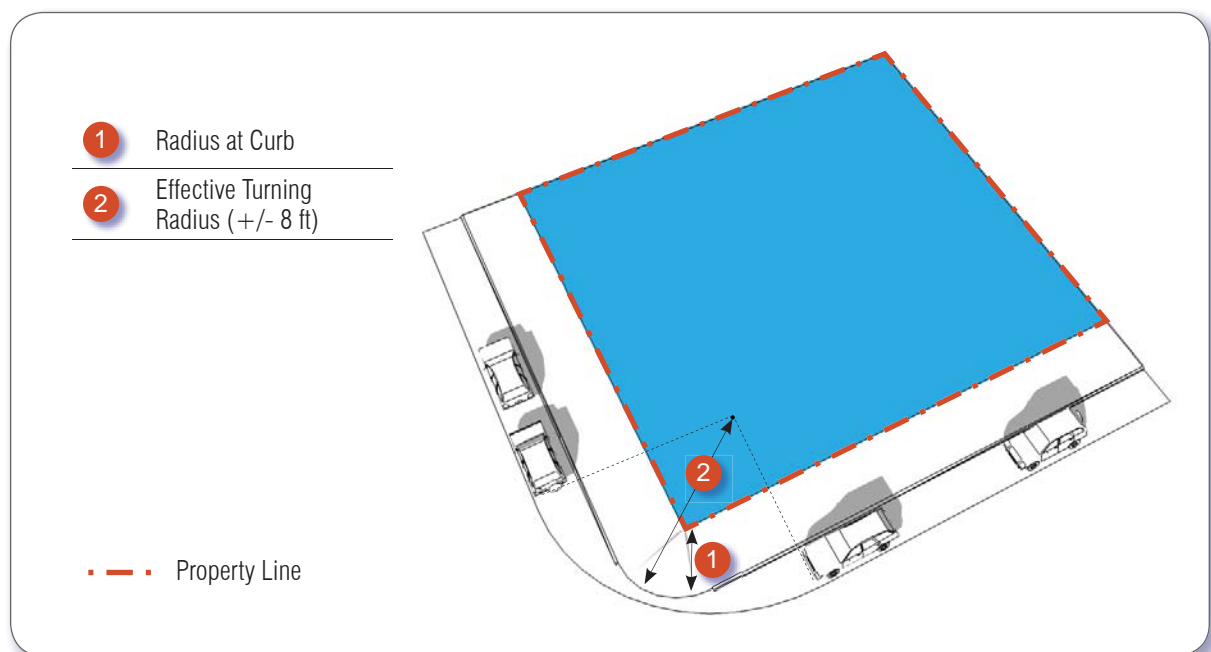 1 Radius at Curb
2 Effective Turning
Radius (+/- 8 ft)
2
1
Property Line